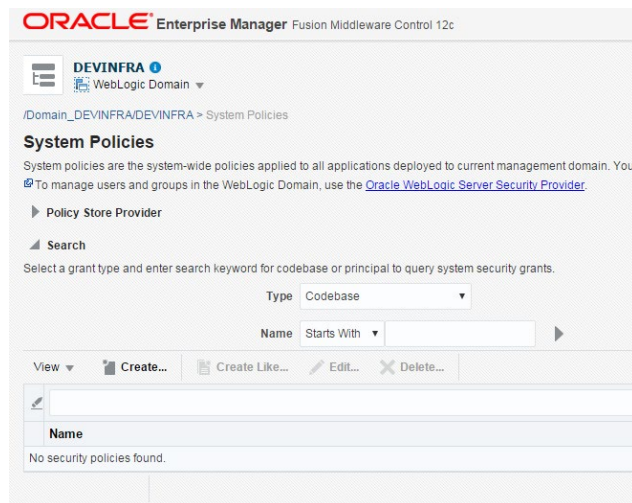 ORACLE Enterprise Manager Fusion Middleware Control 12c
DEVINFRA
WebLogic Domain
/Domain_DEVINFRA/DEVINFRA > System Policies
System Policies
System policies are the system-wide policies applied to all applications deployed to current management domain. You
To manage users and groups in the WebLogic Domain, use the Oracle WebLogic Server Security Provider.
Policy Store Provider
Search
Select a grant type and enter search keyword for codebase or principal to query system security grants.
Type Codebase
Name Starts With
View Create... Create Like... Edit... Delete...
Name
No security policies found.